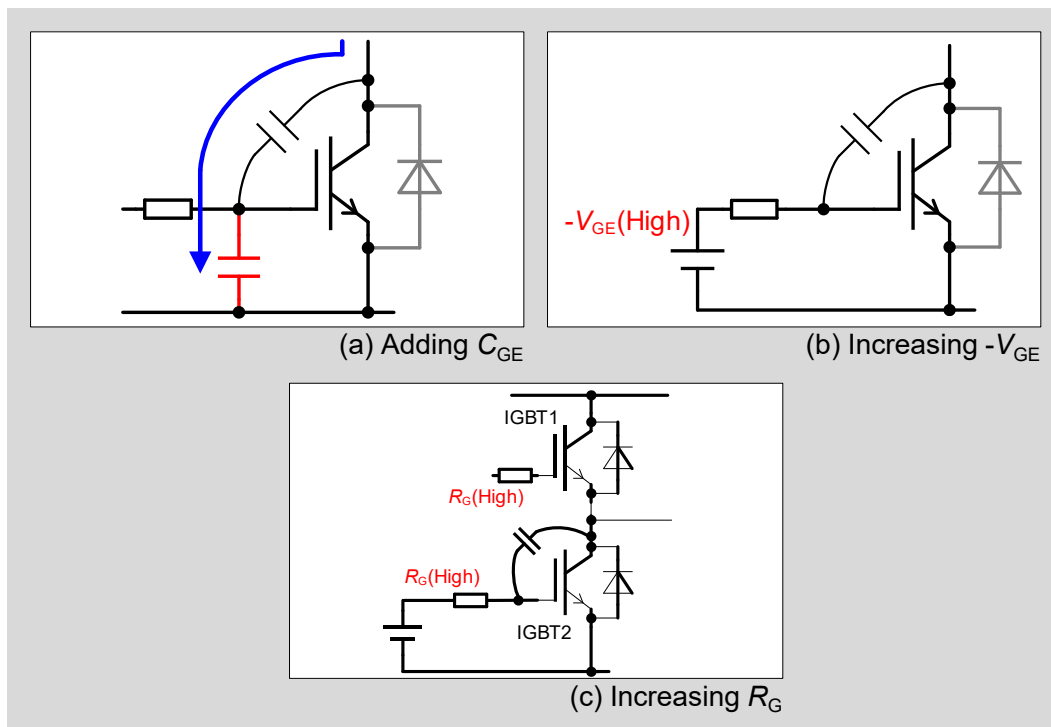 -VGE(High)
(a) Adding CGE
(b) Increasing -VGE
IGBT1
RG(High)
RG(High)
IGBT2
(c) Increasing RG